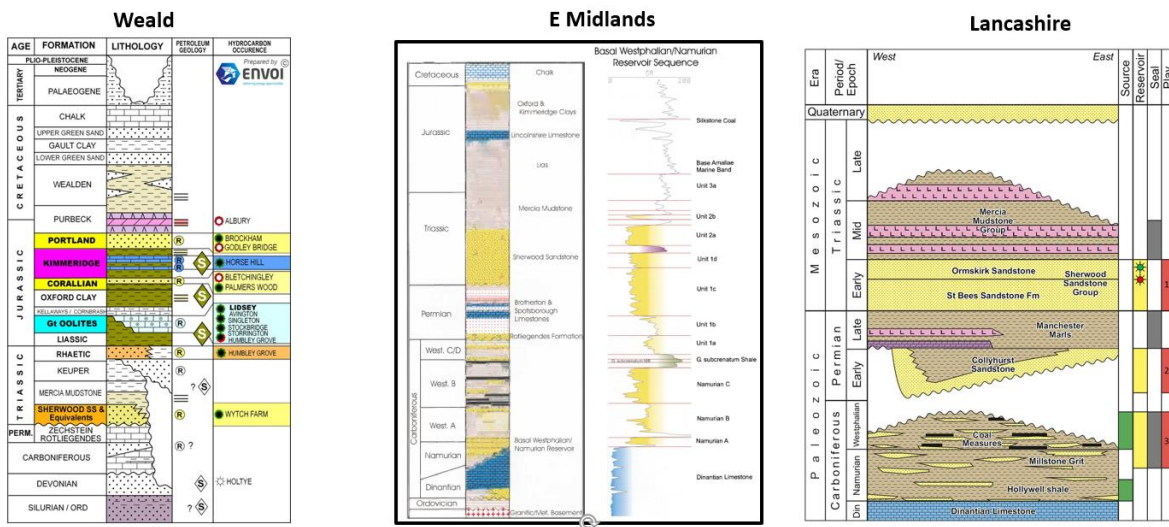 Weald
AGE FORMATION LITHOLOGY PETROLEUM GEOLOGY HYDROCARBON OCCURENCE
Prepared by ©
ENVOI
TERTIARY
PLIO-PLEISTOCENE
NEOGENE
PALAEOGENE
CRETACEOUS
CHALK
UPPER GREEN SAND
GAULT CLAY
LOWER GREEN SAND
WEALDEN
JURASSIC
PURBECK
ALBURY
PORTLAND
R
BROCKHAM
GODLEY BRIDGE
KIMMERIDGE
R
R
S
HORSE HILL
CORALLIAN
R
BLETCHINGLEY
PALMERS WOOD
OXFORD CLAY
S
KELLAWAYS / CORNBRASH
Gt OOLITES
R
LIDSEY
AVINGTON
SINGLETON
STOCKBRIDGE
STORRINGTON
HUMBLEY GROVE
LIASSIC
S
TRIASSIC
RHAETIC
R
HUMBLEY GROVE
KEUPER
R
? S
MERCIA MUDSTONE
SHERWOOD SS & Equivalents
R
WYTCH FARM
PERM.
ZECHSTEIN
ROTLIEGENDES
R ?
CARBONIFEROUS
DEVONIAN
S
HOLTYE
SILURIAN / ORD
? S
E Midlands
Basal Westphalian/Namurian
Reservoir Sequence
Cretaceous
Chalk
Jurassic
Oxford &
Kimmeridge Clays
Lincolnshire Limestone
Lias
Triassic
Mercia Mudstone
Sherwood Sandstone
Permian
Brotherton &
Spotsborough
Limestones
Rotliegendes Formation
Carboniferous
West. C/D
West. B
West. A
Namurian
Basal Westphalian/
Namurian Reservoir
Dinantian
Ordovician
Granitic/Met. Basement
Silkstone Coal
Base Amaliae
Marine Band
Unit 3a
Unit 2b
Unit 2a
Unit 1d
Unit 1c
Unit 1b
Unit 1a
G subcrenatum Shale
G subcrenatum MB
Namurian C
Namurian B
Namurian A
Dinantian Limestone
Lancashire
Era
Period/
Epoch
West
East
Source
Reservoir
Seal
Play
Quaternary
Mesozoic
Triassic
Late
Mid
Early
Mercia
Mudstone
Group
Ormskirk Sandstone
Sherwood
Sandstone
Group
St Bees Sandstone Fm
1
Paleozoic
Permian
Late
Early
Manchester
Marls
Collyhurst
Sandstone
2
Carboniferous
Westphalian
Namurian
Din
Coal
Measures
Millstone Grit
Hollywell shale
Dinantian Limestone
3